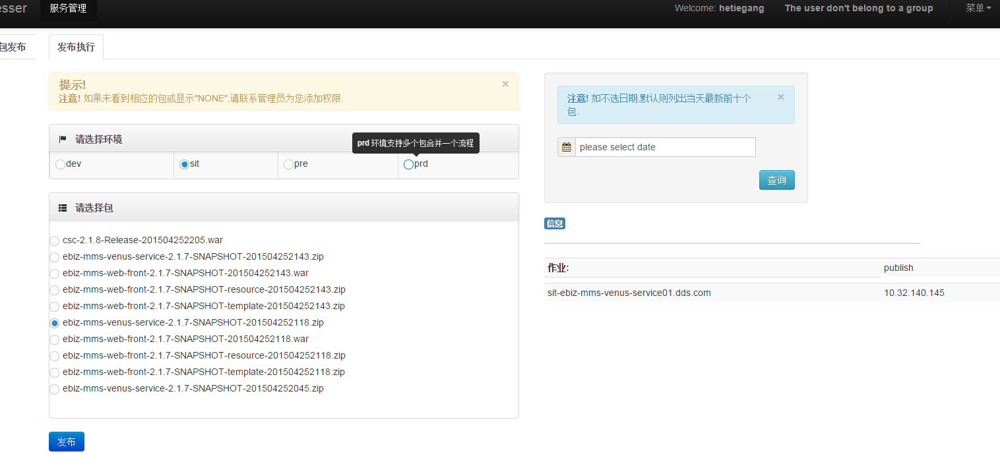 esser
服务管理
Welcome: hetiegang
The user don't belong to a group
菜单
包发布
发布执行
提示!
注意! 如果未看到相应的包或显示"NONE",请联系管理员为您添加权限.
×
请选择环境
prd 环境支持多个包合并一个流程
dev
sit
pre
prd
请选择包
csc-2.1.8-Release-201504252205.war
ebiz-mms-venus-service-2.1.7-SNAPSHOT-201504252143.zip
ebiz-mms-web-front-2.1.7-SNAPSHOT-201504252143.war
ebiz-mms-web-front-2.1.7-SNAPSHOT-resource-201504252143.zip
ebiz-mms-web-front-2.1.7-SNAPSHOT-template-201504252143.zip
ebiz-mms-venus-service-2.1.7-SNAPSHOT-201504252118.zip
ebiz-mms-web-front-2.1.7-SNAPSHOT-201504252118.war
ebiz-mms-web-front-2.1.7-SNAPSHOT-resource-201504252118.zip
ebiz-mms-web-front-2.1.7-SNAPSHOT-template-201504252118.zip
ebiz-mms-venus-service-2.1.7-SNAPSHOT-201504252045.zip
发布
注意! 如不选日期,默认则列出当天最新前十个
包.
×
please select date
查询
信息
作业:
publish
sit-ebiz-mms-venus-service01.dds.com
10.32.140.145